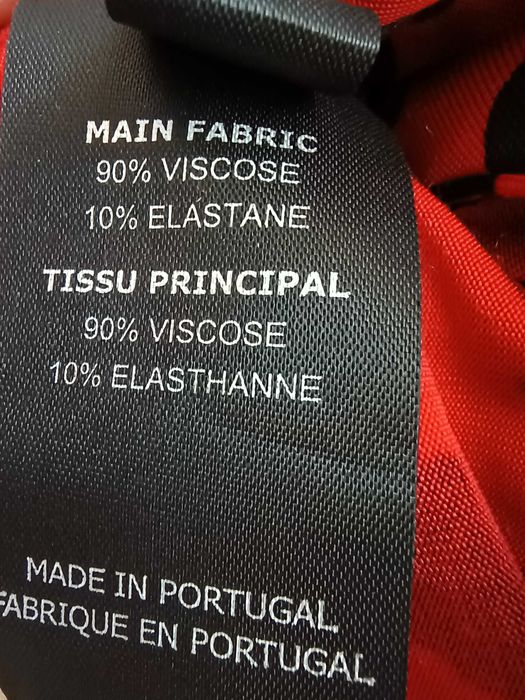 MAIN FABRIC
90% VISCOSE
10% ELASTANE
TISSU PRINCIPAL
90% VISCOSE
10% ELASTHANNE
MADE IN PORTUGAL
FABRIQUE EN PORTUGAL